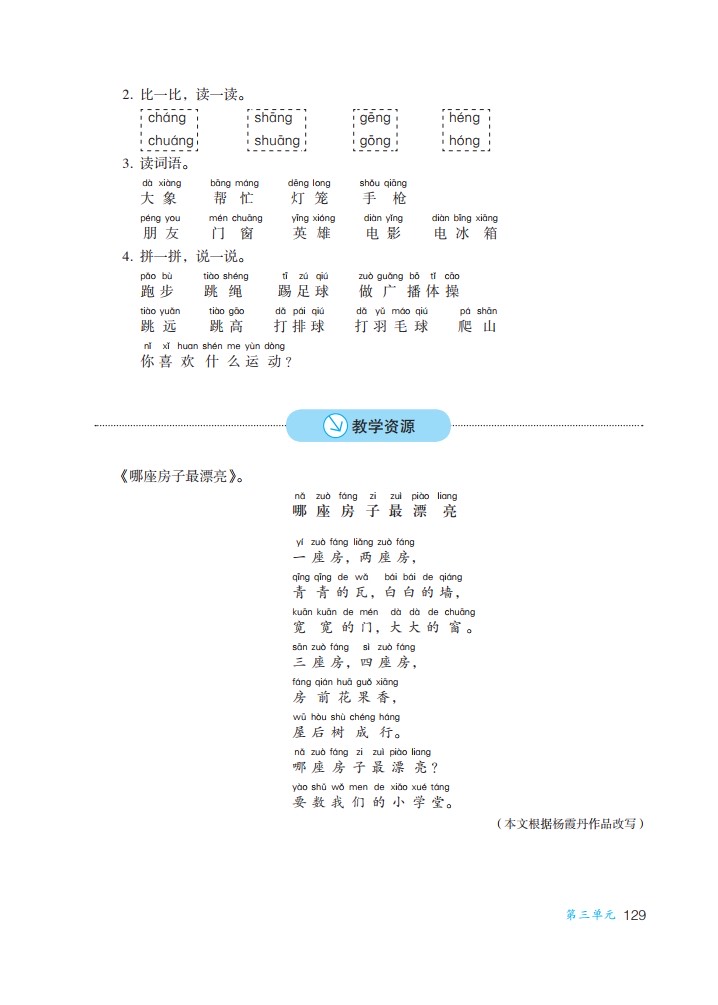 2. 比一比，读一读。
cháng shāng gēng héng
chuáng shuāng gōng hóng
3. 读词语。
dà xiàng bāng máng dēng long shǒu qiāng
大象 帮忙 灯笼 手枪
péng you mén chuāng yīng xióng diàn yǐng diàn bīng xiāng
朋友 门窗 英雄 电影 电冰箱
4. 拼一拼，说一说。
pǎo bù tiào shéng tī zú qiú zuò guǎng bō tǐ cāo
跑步 跳绳 踢足球 做广播体操
tiào yuǎn tiào gāo dǎ pái qiú dǎ yǔ máo qiú pá shān
跳远 跳高 打排球 打羽毛球 爬山
nǐ xǐ huan shén me yùn dòng
你喜欢什么运动？
教学资源
《哪座房子最漂亮》。
nǎ zuò fáng zi zuì piào liang
哪座房子最漂亮
yí zuò fáng liǎng zuò fáng
一座房，两座房，
qīng qīng de wǎ bái bái de qiáng
青青的瓦，白白的墙，
kuān kuān de mén dà dà de chuāng
宽宽的门，大大的窗。
sān zuò fáng sì zuò fáng
三座房，四座房，
fáng qián huā guǒ xiāng
房前花果香，
wū hòu shù chéng háng
屋后树成行。
nǎ zuò fáng zi zuì piào liang
哪座房子最漂亮？
yào shǔ wǒ men de xiǎo xué táng
要数我们的小学堂。
（本文根据杨霞丹作品改写）
第三单元 129